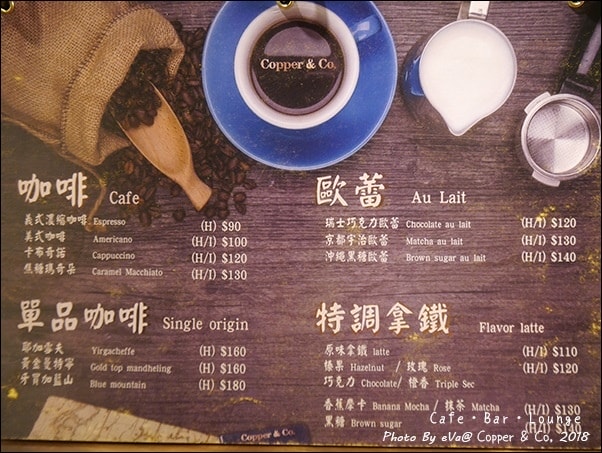 Copper & Co.
咖啡 Cafe
義式濃縮咖啡 Espresso (H) $90
美式咖啡 Americano (H/I) $100
卡布奇諾 Cappuccino (H/I) $120
焦糖瑪奇朵 Caramel Macchiato (H/I) $130
歐蕾 Au Lait
瑞士巧克力歐蕾 Chocolate au lait (H/I) $120
京都宇治歐蕾 Matcha au lait (H/I) $130
沖繩黑糖歐蕾 Brown sugar au lait (H/I) $140
單品咖啡 Single origin
耶加雪夫 Yirgacheffe (H) $160
黃金曼特寧 Gold top mandheling (H) $160
牙買加藍山 Blue mountain (H) $180
特調拿鐵 Flavor latte
原味拿鐵 latte (H/I) $110
榛果 Hazelnut / 玫瑰 Rose (H/I) $120
巧克力 Chocolate/ 橙香 Triple Sec
香蕉摩卡 Banana Mocha / 抹茶 Matcha (H/I) $130
黑糖 Brown sugar (H/I) $130
Copper & Co.
Cafe・Bar・Lounge
Photo By eVa@ Copper & Co. 2018